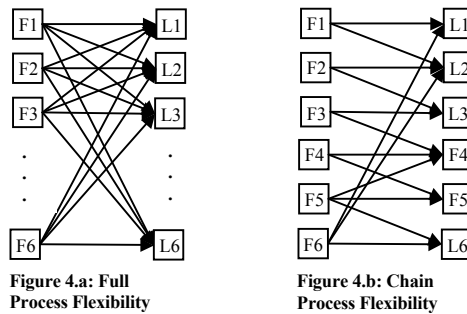 F1 L1
F2 L2
F3 L3
. .
. .
. .
F6 L6
Figure 4.a: Full
Process Flexibility
F1 L1
F2 L2
F3 L3
F4 F4
F5 F5
F6 L6
Figure 4.b: Chain
Process Flexibility